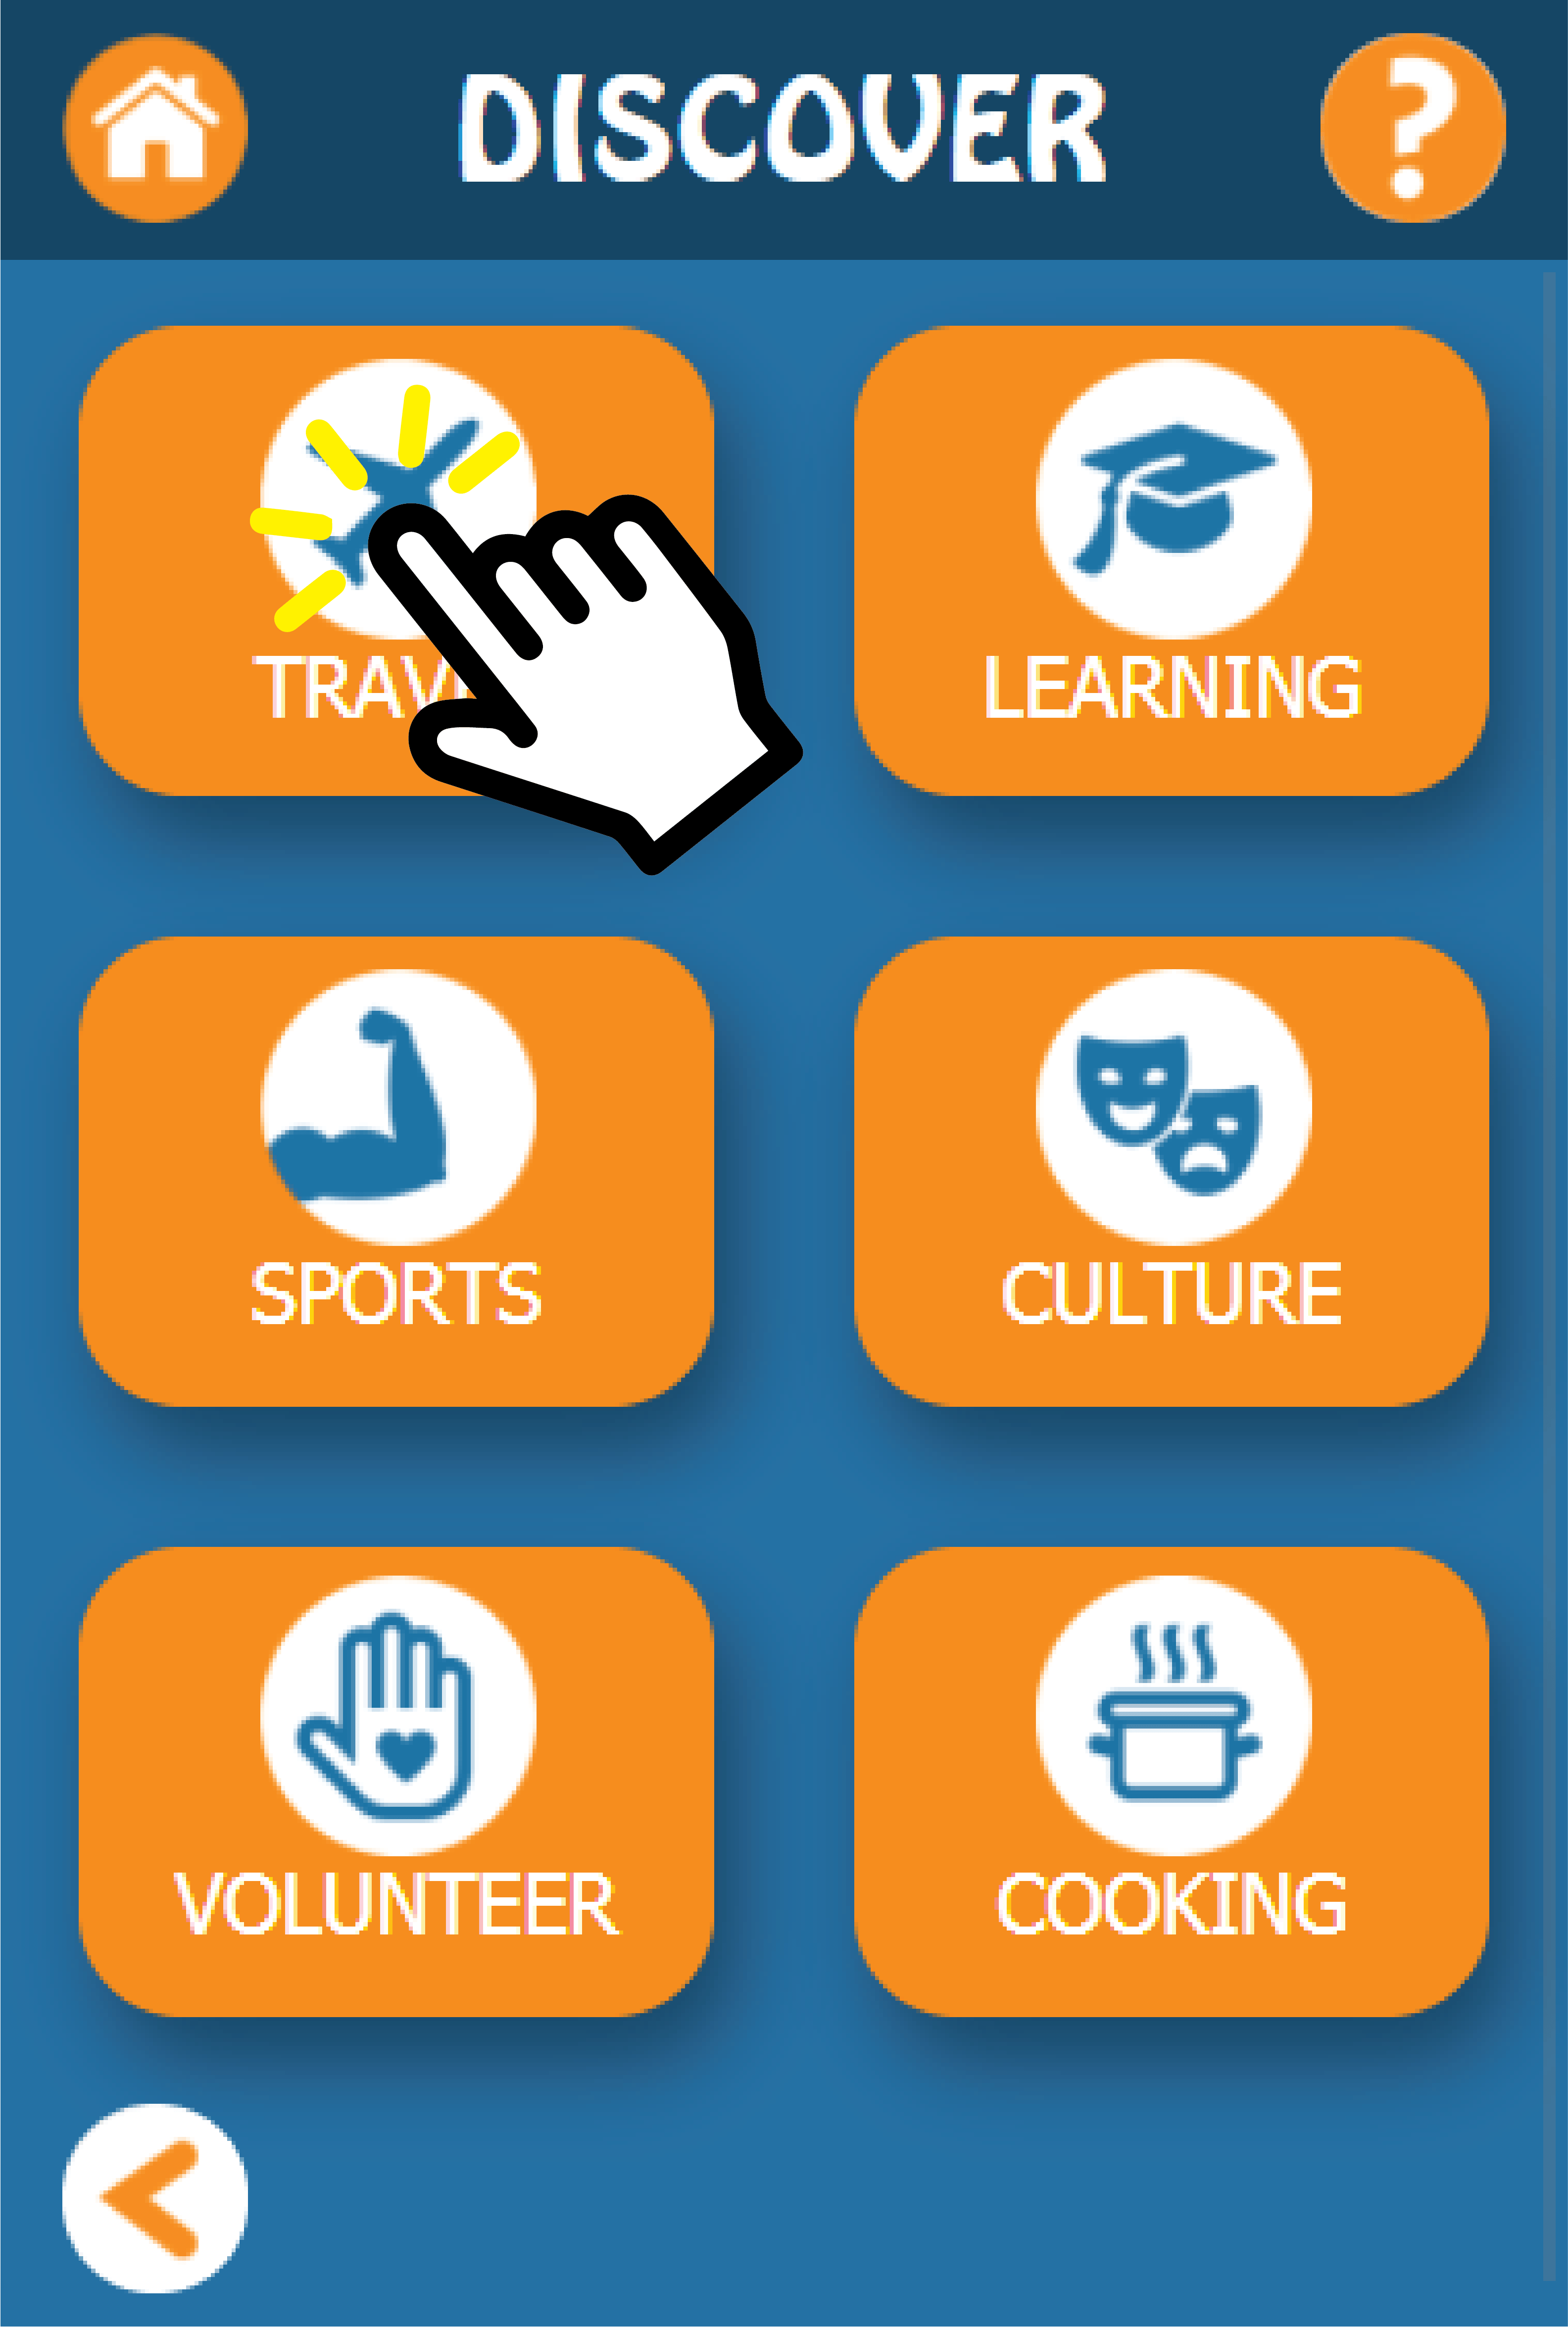 DISCOVER
?
TRAV
LEARNING
SPORTS
CULTURE
VOLUNTEER
COOKING